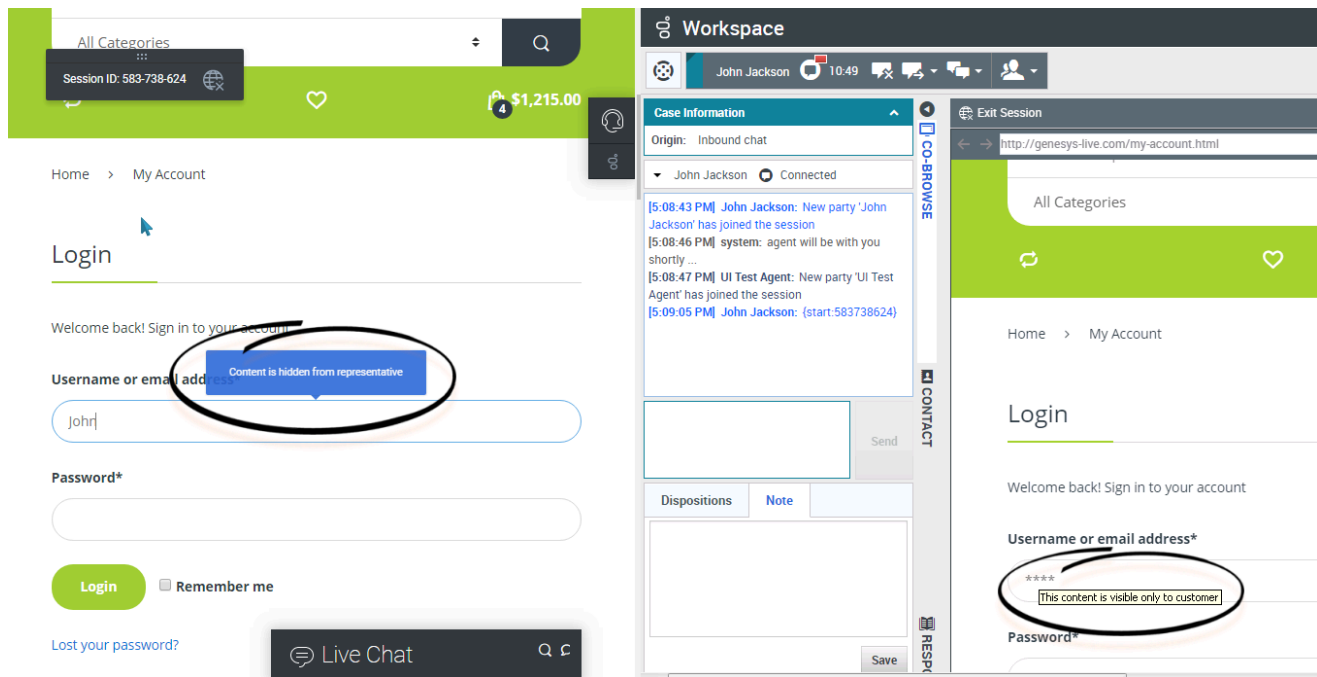 All Categories
Session ID: 583-738-624
4
$1,215.00
Home > My Account
Login
Welcome back! Sign in to your account
Content is hidden from representative
Username or email address*
John
Password*
Login
Remember me
Lost your password?
Live Chat
Workspace
John Jackson
10:49
Case Information
Origin: Inbound chat
John Jackson Connected
[5:08:43 PM] John Jackson: New party 'John
Jackson' has joined the session
[5:08:46 PM] system: agent will be with you
shortly ...
[5:08:47 PM] UI Test Agent: New party 'UI Test
Agent' has joined the session
[5:09:05 PM] John Jackson: {start:583738624}
Send
Dispositions
Note
Save
CO-BROWSE
CONTACT
RESPO
Exit Session
http://genesys-live.com/my-account.html
All Categories
Home > My Account
Login
Welcome back! Sign in to your account
Username or email address*
****
This content is visible only to customer
Password*